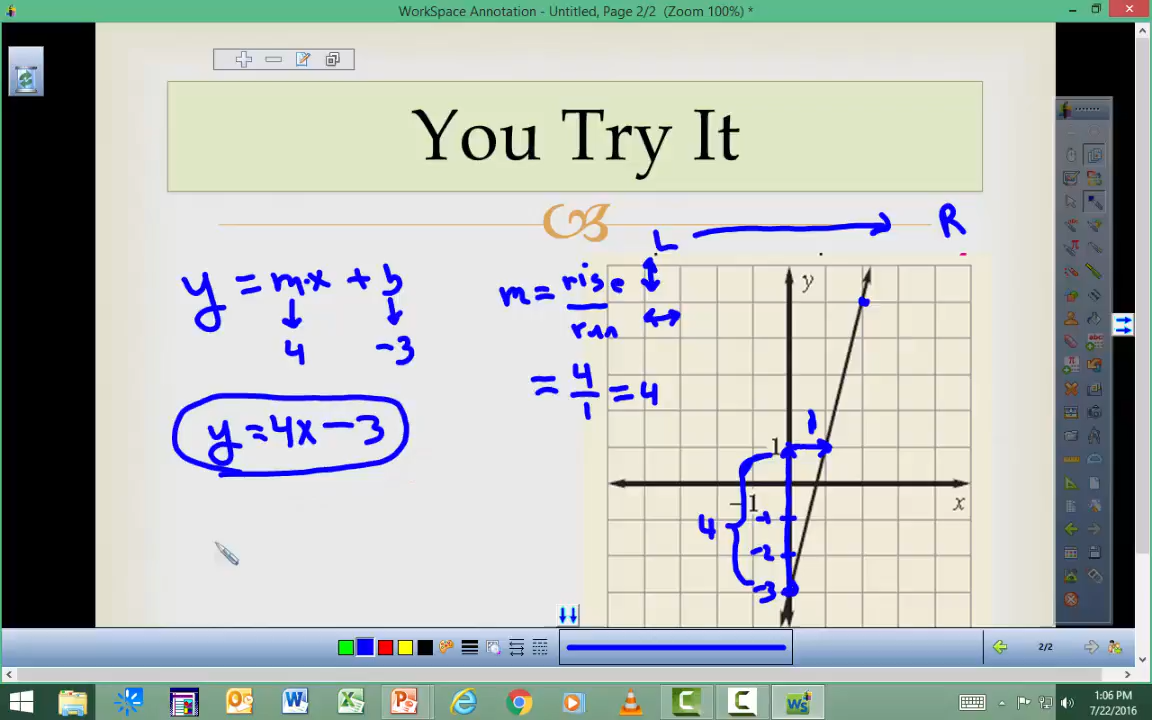 WorkSpace Annotation - Untitled, Page 2/2 (Zoom 100%) *
You Try It
L R
y = m·x + b
4 -3
y = 4x - 3
m = rise
run
= 4 = 4
1
y
1
1
-1
x
4
-1
-2
-3
2/2
1:06 PM
7/22/2016